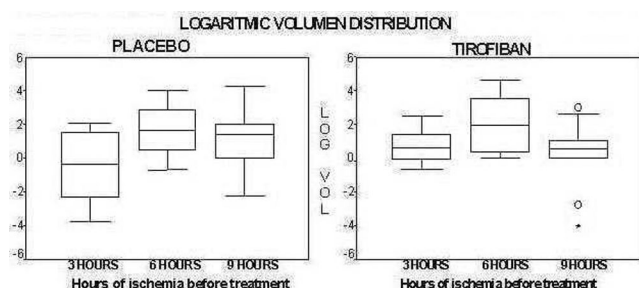 LOGARITMIC VOLUMEN DISTRIBUTION
PLACEBO
6
4
2
0
-2
-4
-6
3 HOURS 6 HOURS 9 HOURS
Hours of ischemia before treatment
LOG VOL
TIROFIBAN
6
4
2
0
-2
-4
-6
3 HOURS 6 HOURS 9 HOURS
Hours of ischemia before treatment